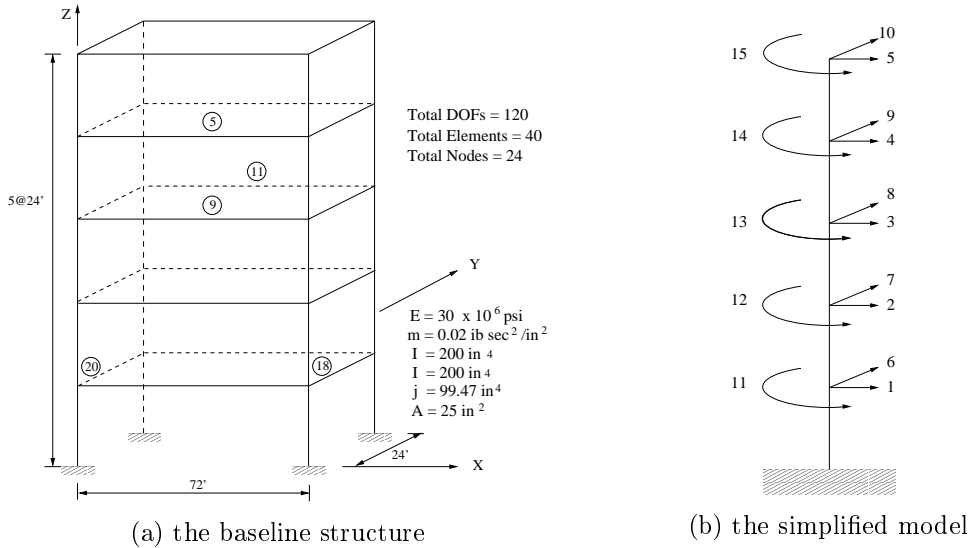 Z
5
11
9
20
18
5@24'
Total DOFs = 120
Total Elements = 40
Total Nodes = 24
Y
E = 30 x 10 6 psi
m = 0.02 ib sec 2 /in 2
I = 200 in 4
I = 200 in 4
j = 99.47 in 4
A = 25 in 2
24'
X
72'
(a) the baseline structure
15
10
5
14
9
4
13
8
3
12
7
2
11
6
1
(b) the simplified model